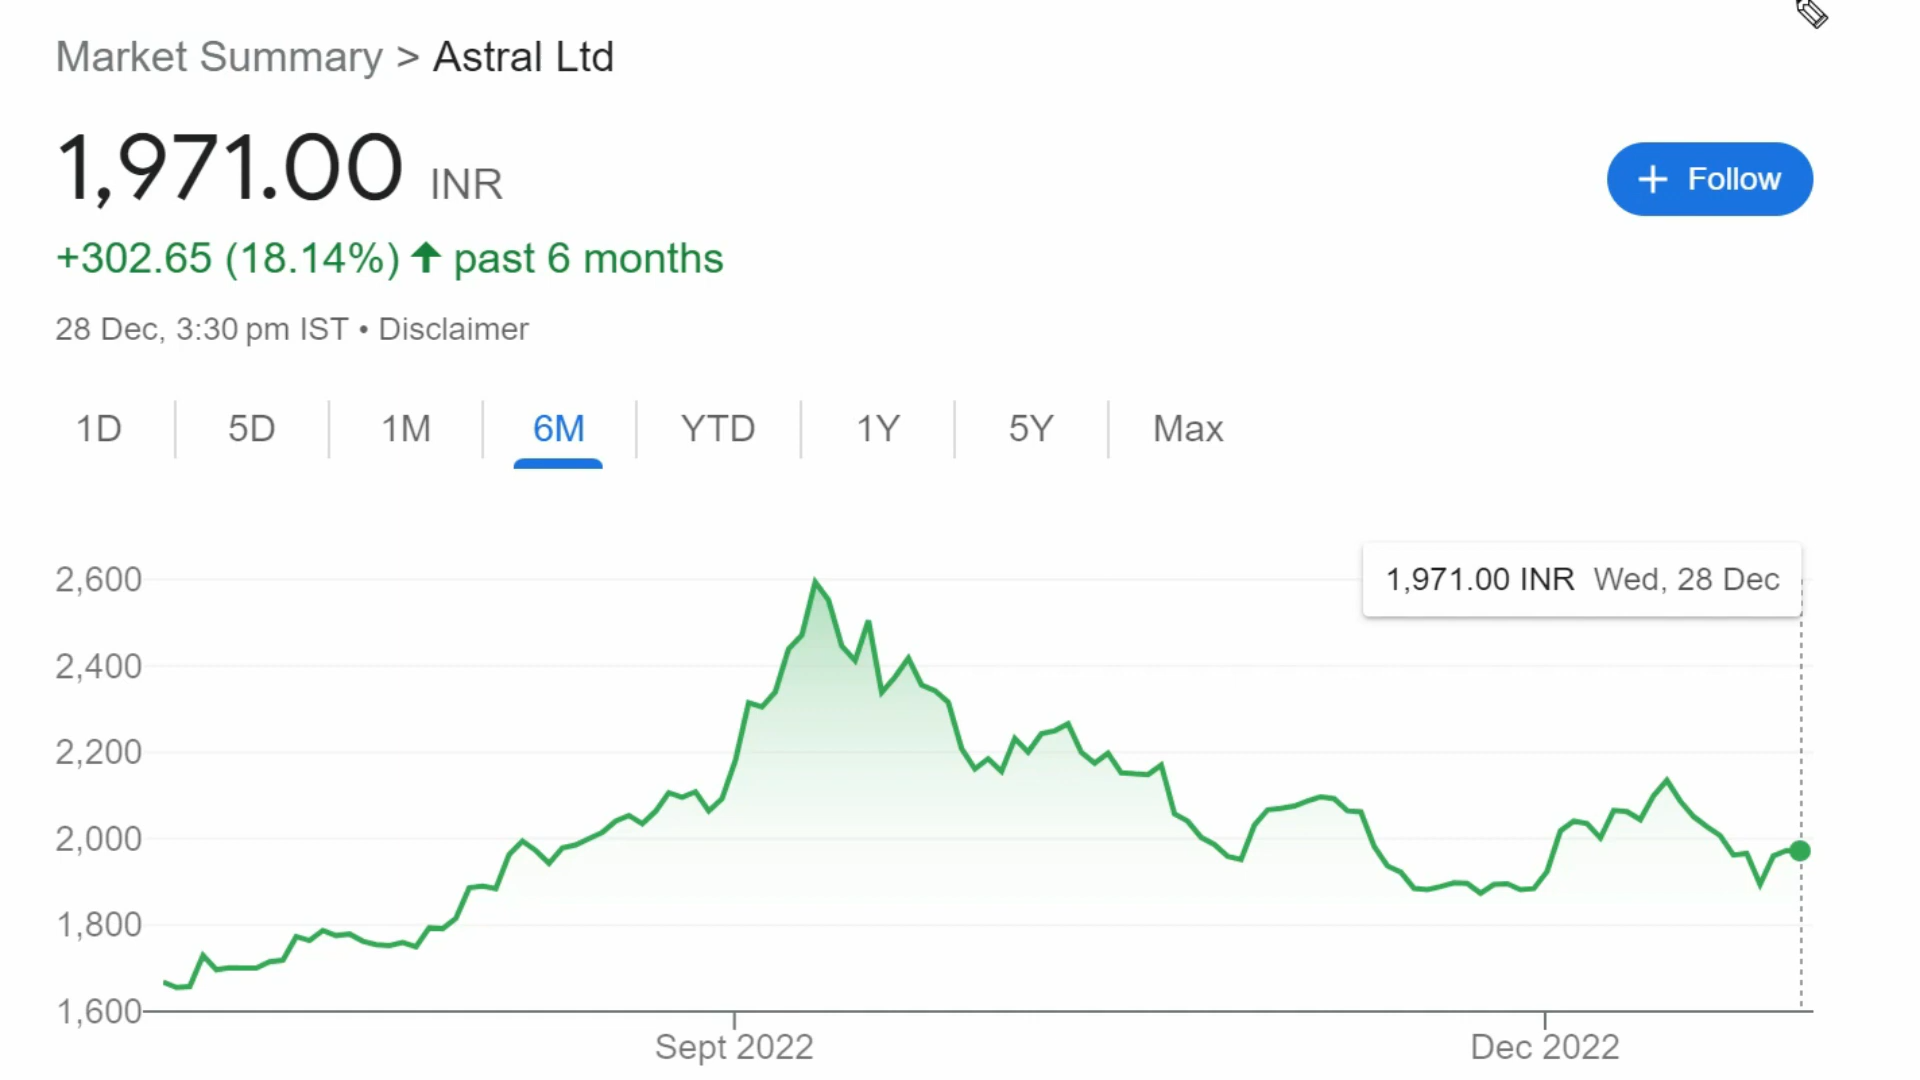 Market Summary > Astral Ltd
1,971.00 INR
+ Follow
+302.65 (18.14%) ↑ past 6 months
28 Dec, 3:30 pm IST • Disclaimer
1D 5D 1M 6M YTD 1Y 5Y Max
1,971.00 INR Wed, 28 Dec
2,600
2,400
2,200
2,000
1,800
1,600
Sept 2022 Dec 2022